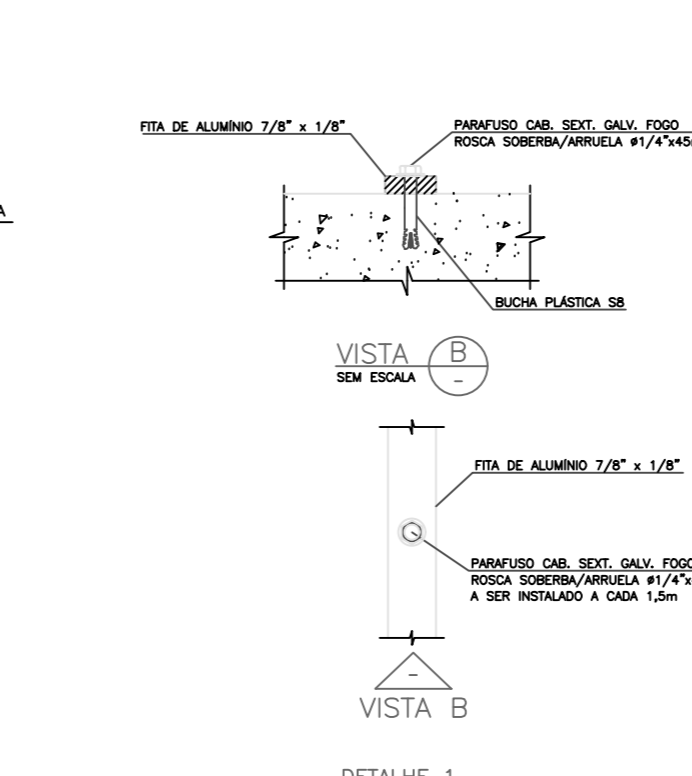 FITA DE ALUMÍNIO 7/8" x 1/8"
PARAFUSO CAB. SEXT. GALV. FOGO
ROSCA SOBERBA/ARRUELA ø1/4"x45
A
BUCHA PLÁSTICA S8
VISTA B
SEM ESCALA -
FITA DE ALUMÍNIO 7/8" x 1/8"
PARAFUSO CAB. SEXT. GALV. FOGO
ROSCA SOBERBA/ARRUELA ø1/4"x
A SER INSTALADO A CADA 1,5m
-
VISTA B
DETALHE 1